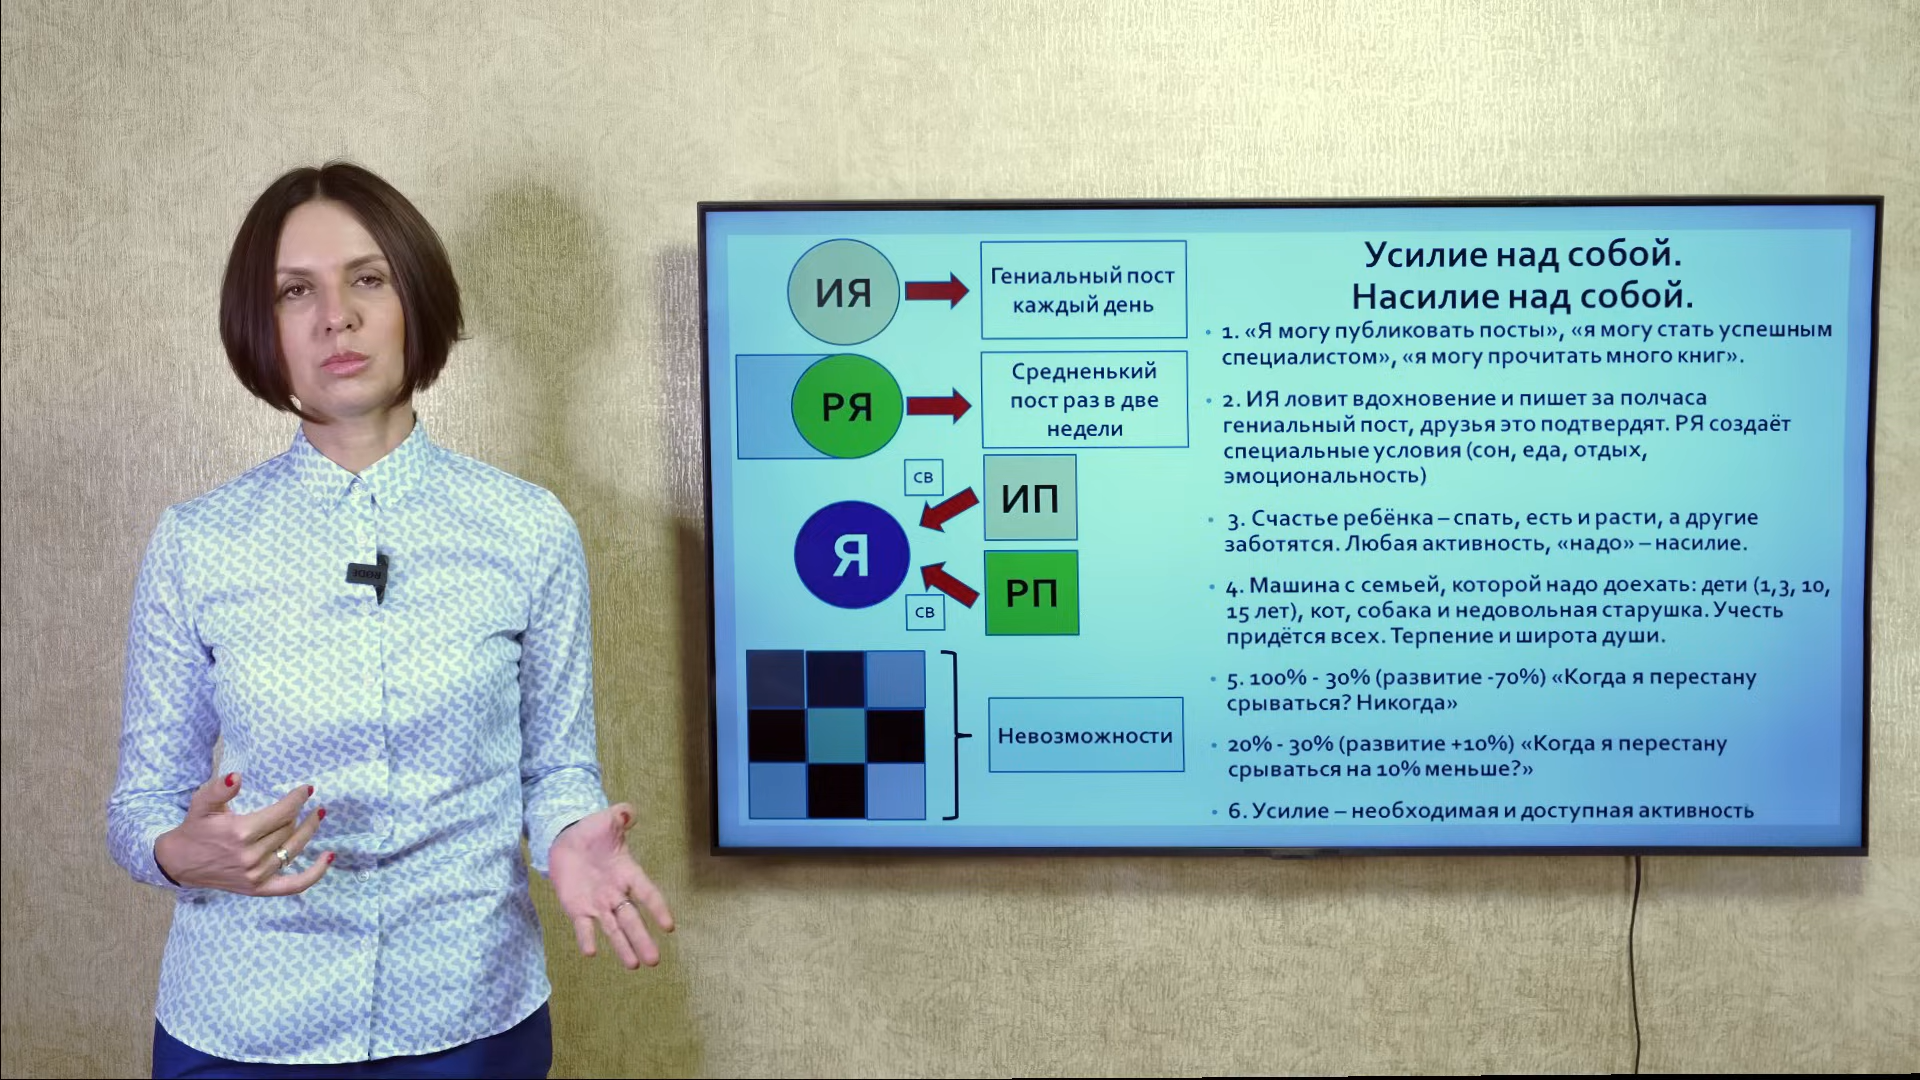 ИЯ
Гениальный пост
каждый день
РЯ
Средненький
пост раз в две
недели
св
ИП
Я
св
РП
Невозможности
Усилие над собой.
Насилие над собой.
• 1. «Я могу публиковать посты», «я могу стать успешным
специалистом», «я могу прочитать много книг».
• 2. ИЯ ловит вдохновение и пишет за полчаса
гениальный пост, друзья это подтвердят. РЯ создаёт
специальные условия (сон, еда, отдых,
эмоциональность)
• 3. Счастье ребёнка – спать, есть и расти, а другие
заботятся. Любая активность, «надо» – насилие.
• 4. Машина с семьей, которой надо доехать: дети (1,3, 10,
15 лет), кот, собака и недовольная старушка. Учесть
придётся всех. Терпение и широта души.
• 5. 100% - 30% (развитие -70%) «Когда я перестану
срываться? Никогда»
• 20% - 30% (развитие +10%) «Когда я перестану
срываться на 10% меньше?»
• 6. Усилие – необходимая и доступная активность
RODE